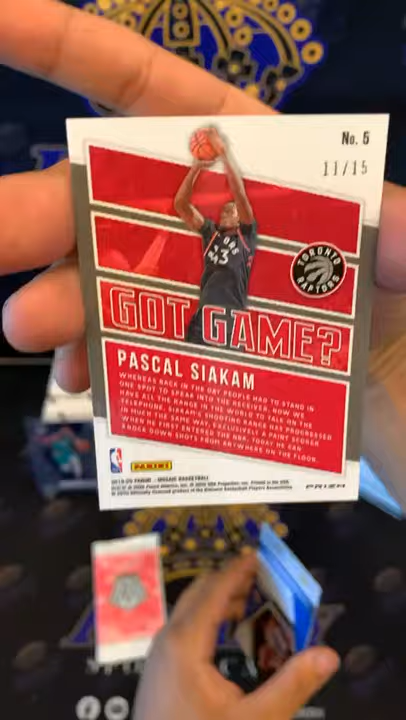 No. 5
11/15
TORONTO
RAPTORS
43
GOT GAME?
PASCAL SIAKAM
WHEREAS BACK IN THE DAY PEOPLE HAD TO STAND IN
ONE SPOT TO SPEAK INTO THE RECEIVER, NOW WE
HAVE ALL THE RANGE IN THE WORLD TO TALK ON THE
TELEPHONE. SIAKAM'S SHOOTING RANGE HAS PROGRESSED
IN MUCH THE SAME WAY. EXCLUSIVELY A PAINT SCORER
WHEN HE FIRST ENTERED THE NBA, TODAY HE CAN
KNOCK DOWN SHOTS FROM ANYWHERE ON THE FLOOR.
NBA
PANINI
2019-20 PANINI - MOSAIC BASKETBALL
PRIZM